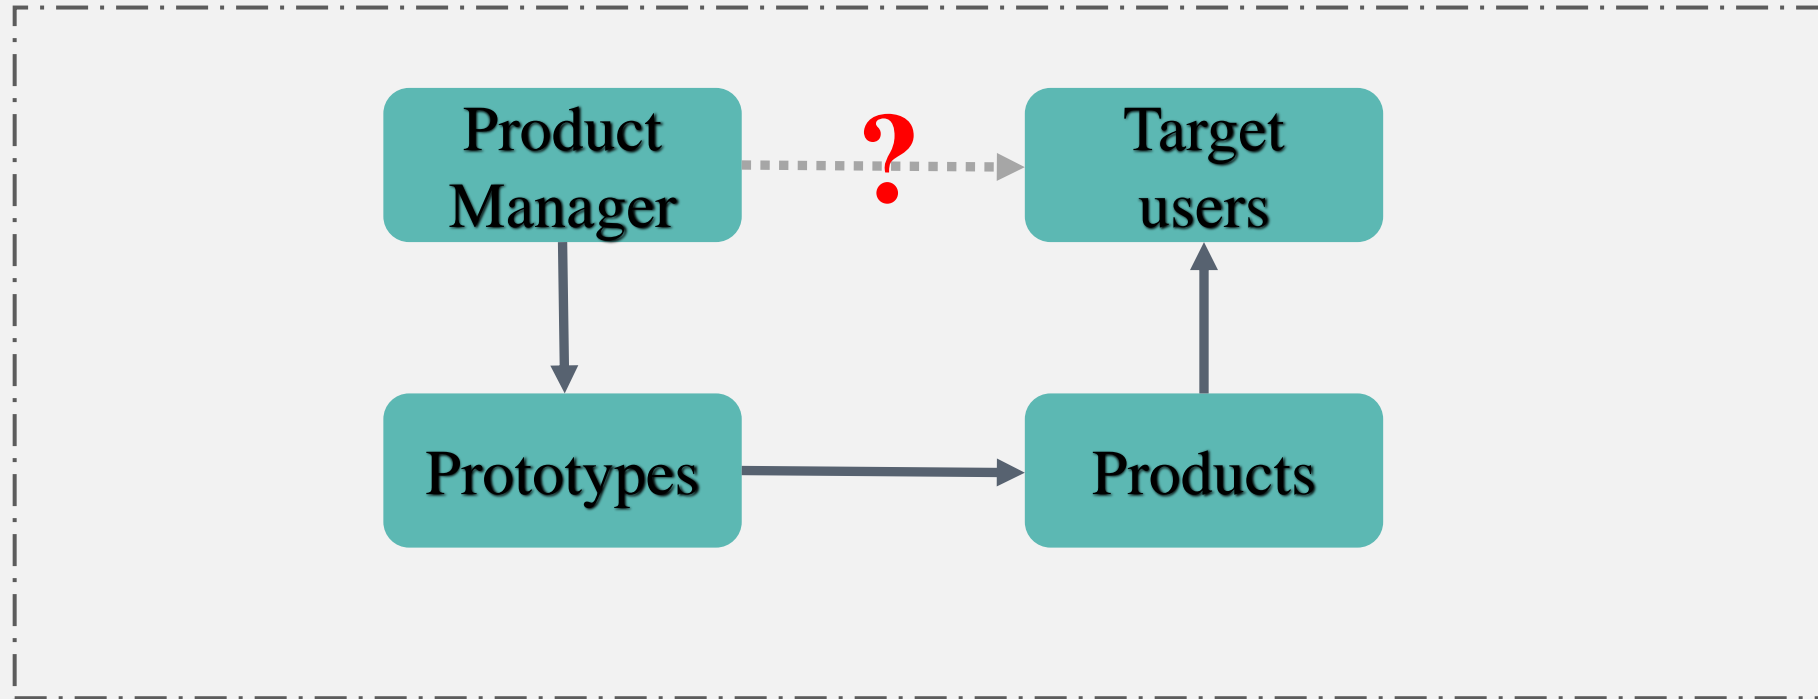 Product
Manager
?
Target
users
Prototypes
Products